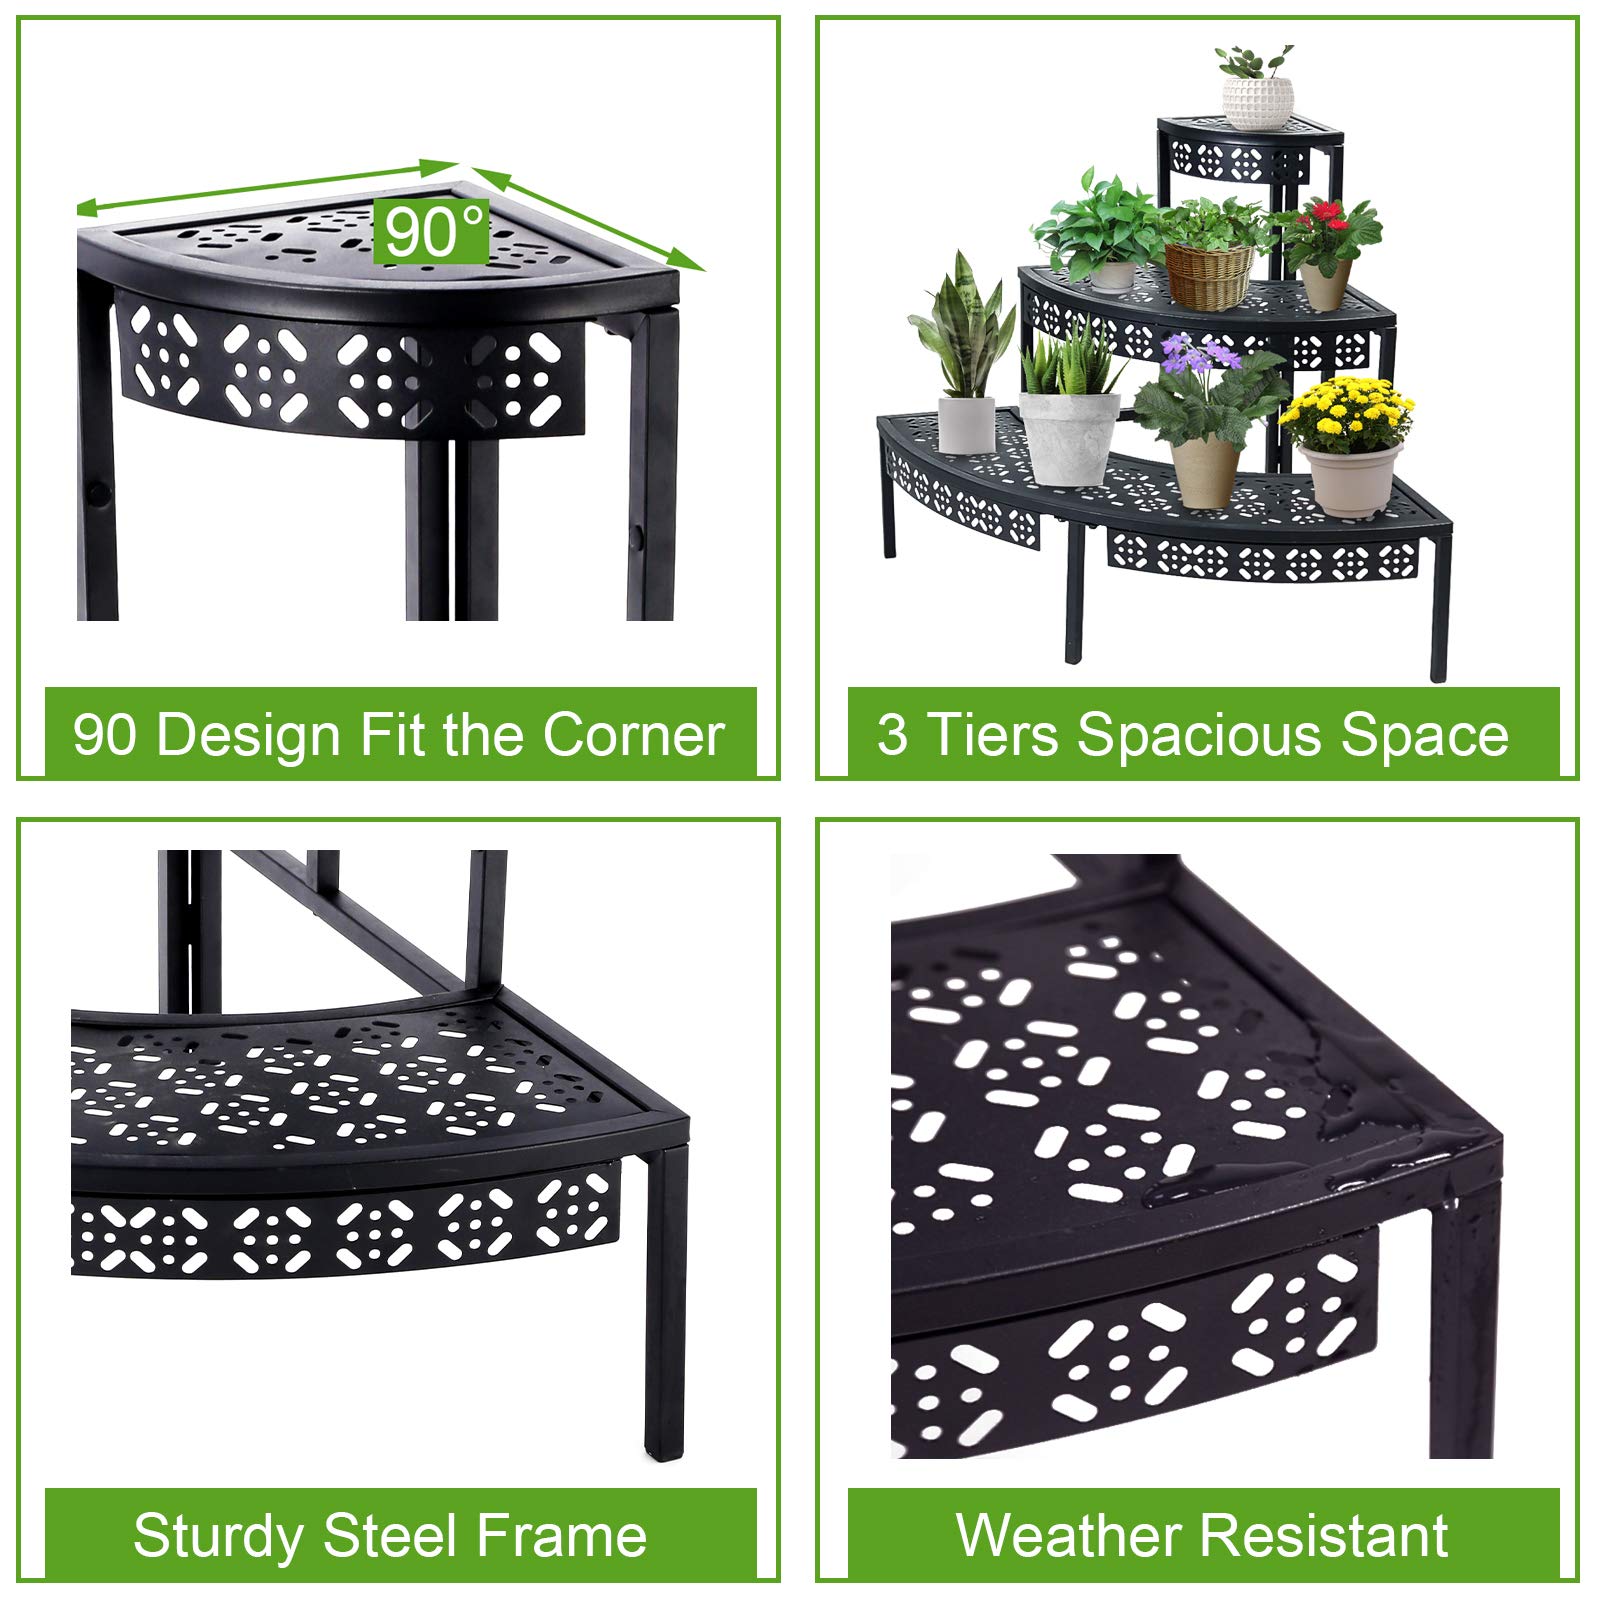 90°
90 Design Fit the Corner
3 Tiers Spacious Space
Sturdy Steel Frame
Weather Resistant